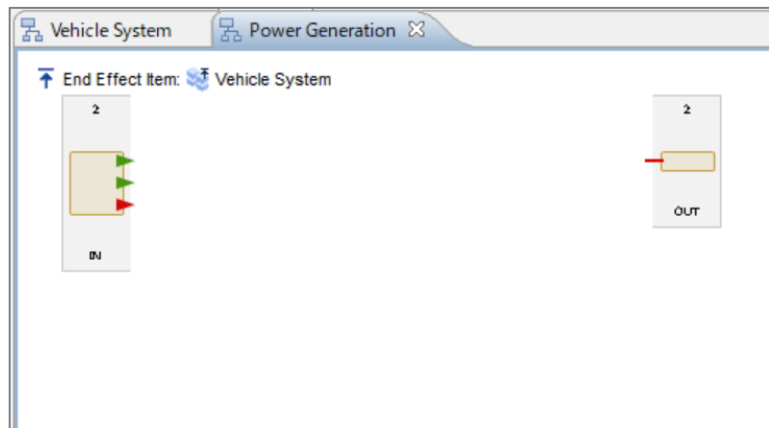 Vehicle System
Power Generation
End Effect Item: Vehicle System
2
IN
2
OUT